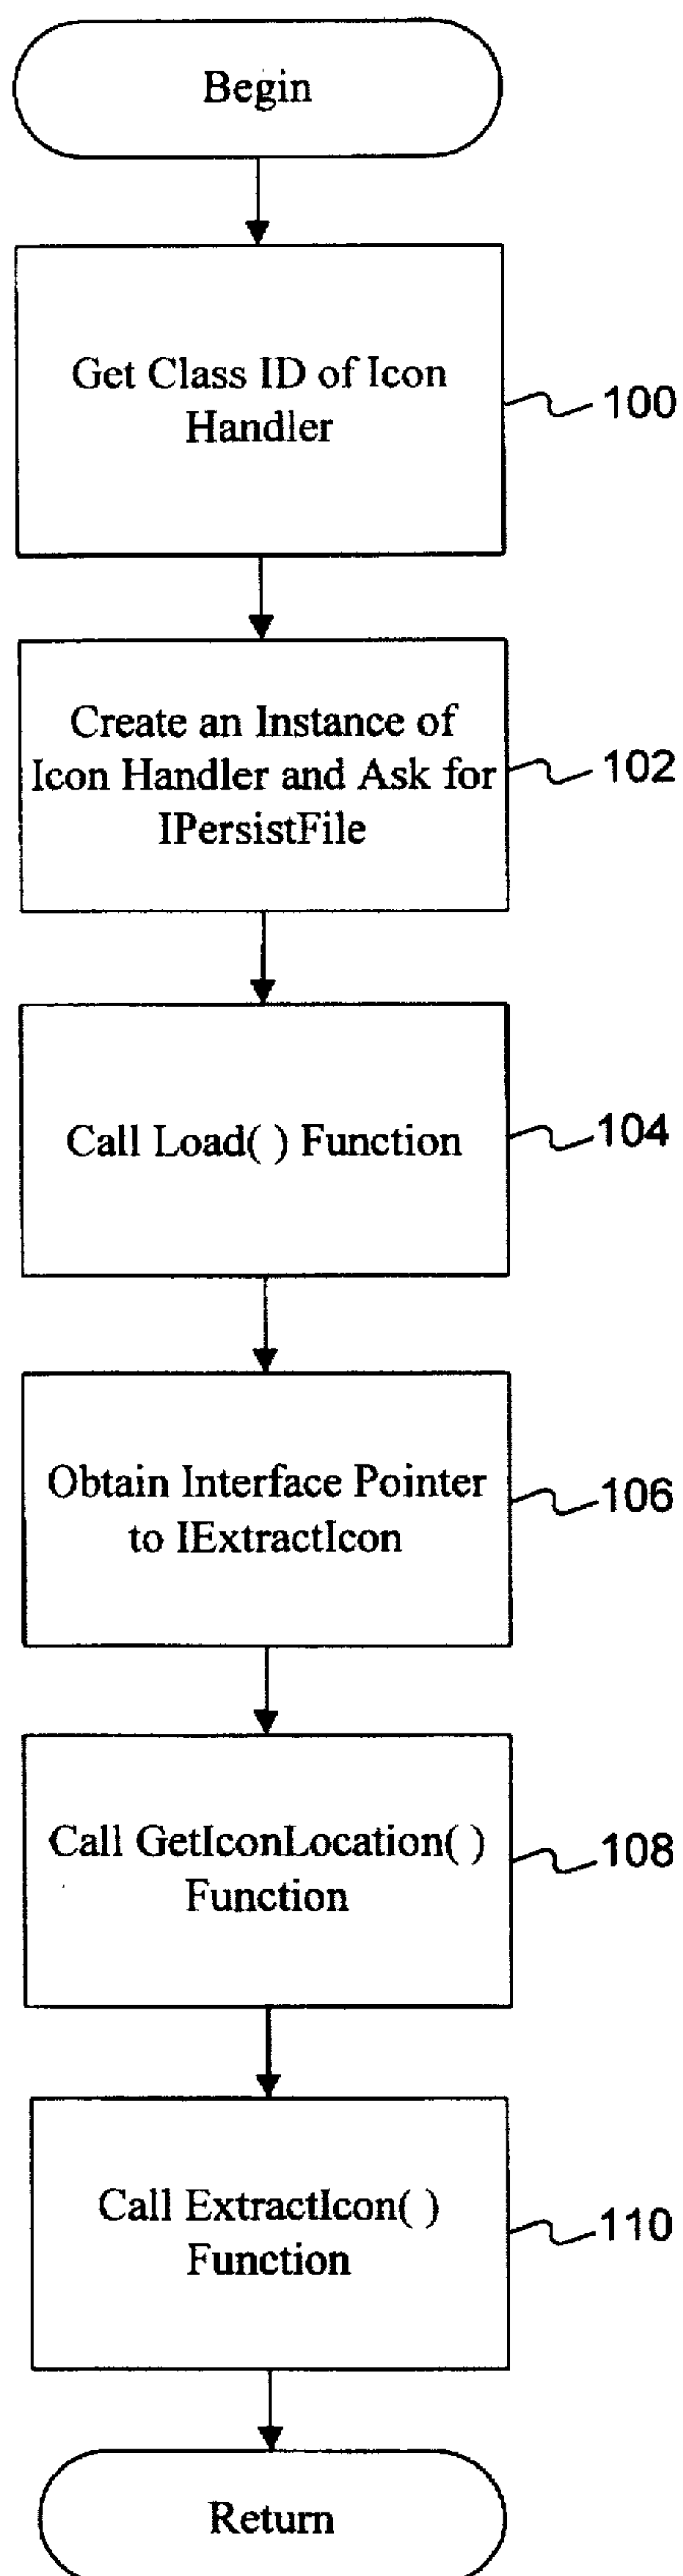 Begin
Get Class ID of Icon
Handler
100
Create an Instance of
Icon Handler and Ask for
IPersistFile
102
Call Load( ) Function
104
Obtain Interface Pointer
to IExtractIcon
106
Call GetIconLocation( )
Function
108
Call ExtractIcon( )
Function
110
Return